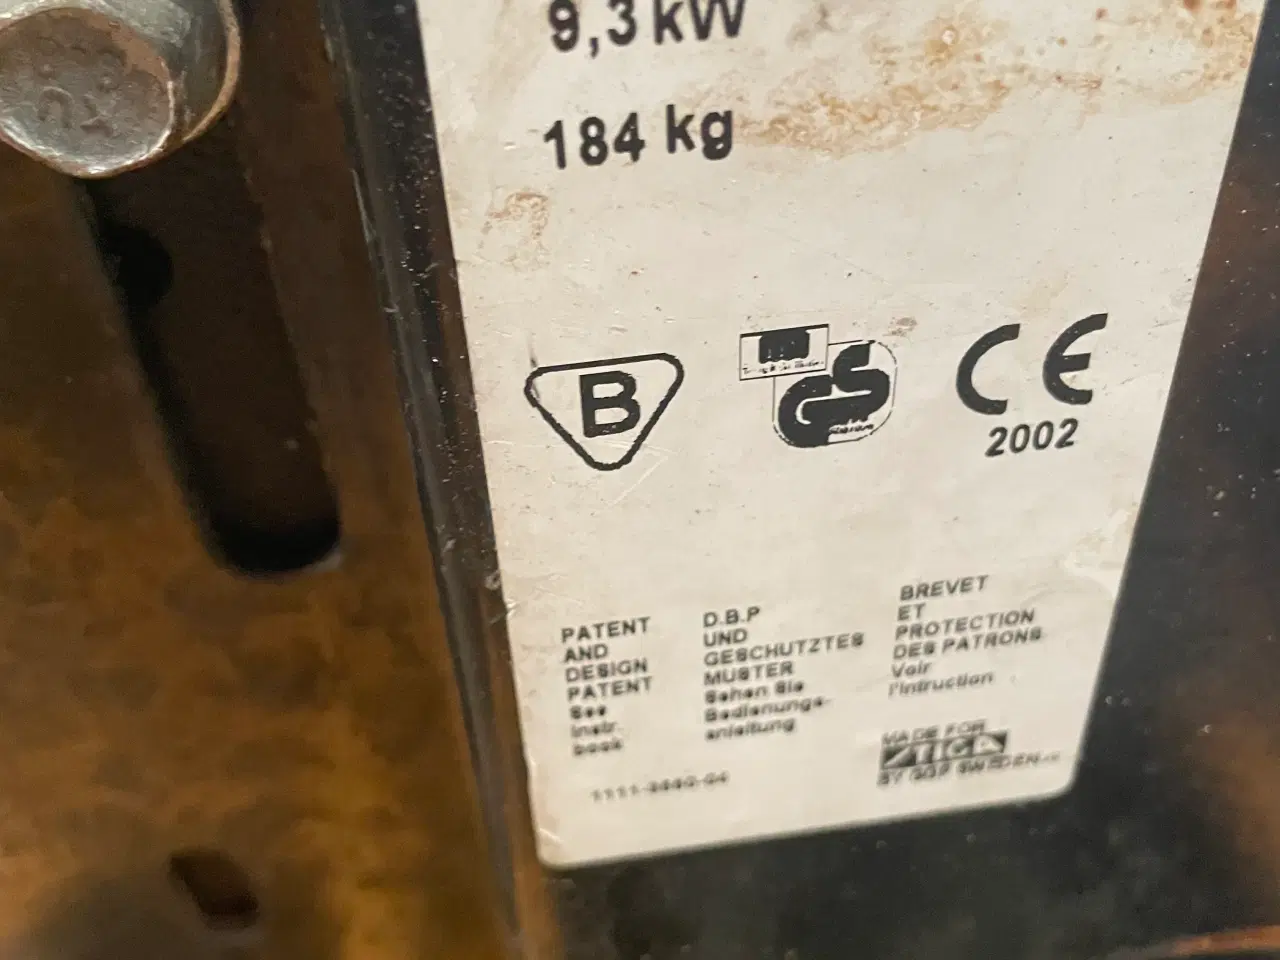 9,3 kW
184 kg
B
GS
CE
2002
PATENT
AND
DESIGN
PATENT
See
instr.
book
D.B.P
UND
GESCHUTZTES
MUSTER
Sehen Sie
Bedienungs-
anleitung
BREVET
ET
PROTECTION
DES PATRONS
Voir
l'intruction
MADE FOR
STIGA
BY GGP SWEDEN